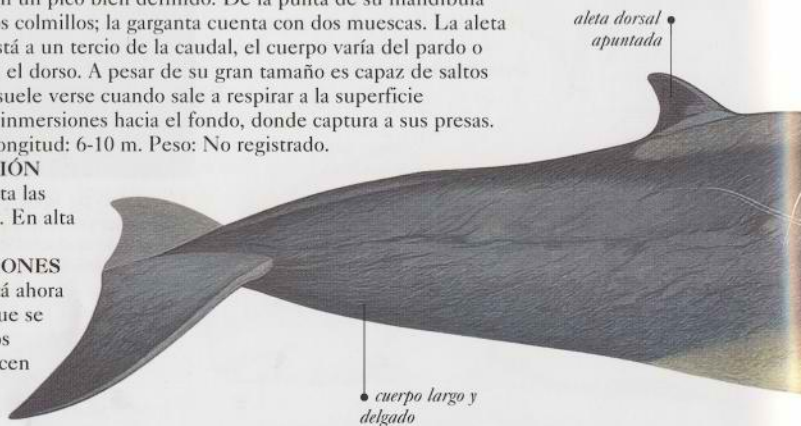 un pico bien definido. De la punta de su mandíbula
os colmillos; la garganta cuenta con dos muescas. La aleta
está a un tercio de la caudal, el cuerpo varía del pardo o
el dorso. A pesar de su gran tamaño es capaz de saltos
suele verse cuando sale a respirar a la superficie
inmersiones hacia el fondo, donde captura a sus presas.
ongitud: 6-10 m. Peso: No registrado.
IÓN
ta las
. En alta
ONES
á ahora
ue se
os
cen
aleta dorsal
apuntada
cuerpo largo y
delgado